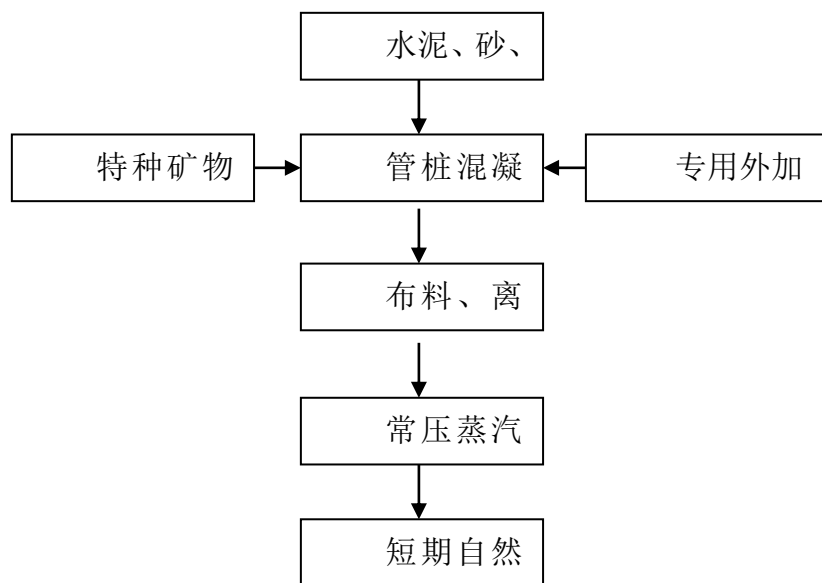 水泥、砂、
特种矿物
管桩混凝
专用外加
布料、离
常压蒸汽
短期自然